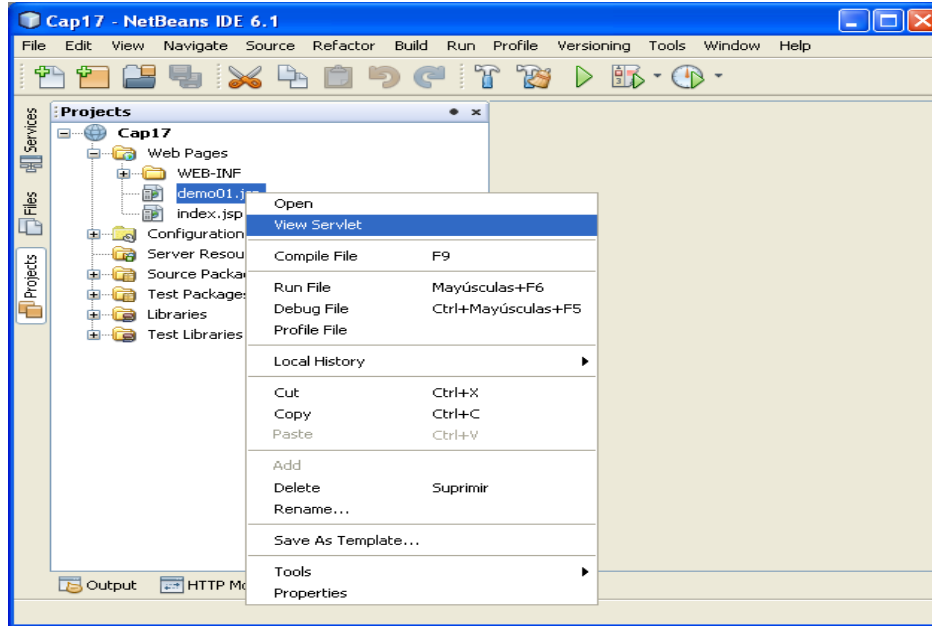 Cap17 - NetBeans IDE 6.1
File Edit View Navigate Source Refactor Build Run Profile Versioning Tools Window Help
Services
Files
Projects
Projects
Cap17
Web Pages
WEB-INF
demo01.jsp
index.jsp
Configuration
Server Resou
Source Packa
Test Package
Libraries
Test Libraries
Open
View Servlet
Compile File F9
Run File Mayúsculas+F6
Debug File Ctrl+Mayúsculas+F5
Profile File
Local History
Cut Ctrl+X
Copy Ctrl+C
Paste Ctrl+V
Add
Delete Suprimir
Rename...
Save As Template...
Tools
Properties
Output HTTP Mo